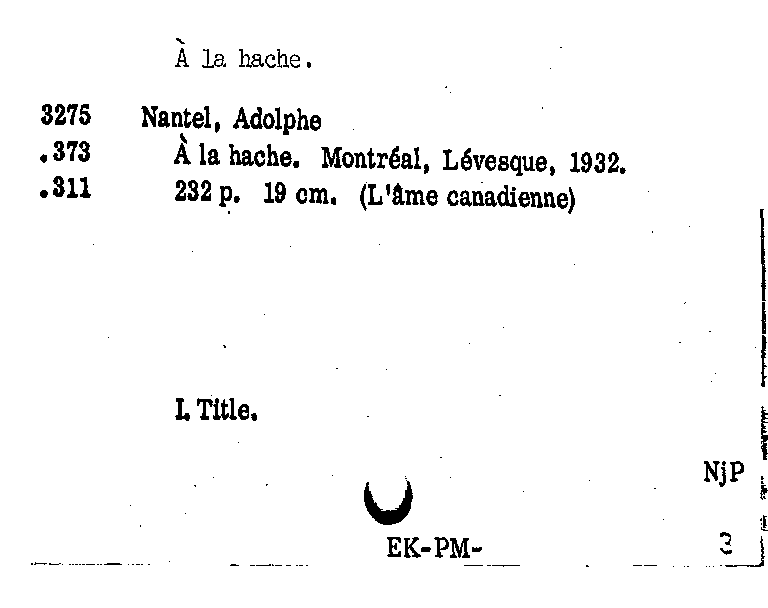 À la hache.
3275 Nantel, Adolphe
.373 À la hache. Montréal, Lévesque, 1932.
.311 232 p. 19 cm. (L'âme canadienne)
I. Title.
NjP
EK-PM-
3